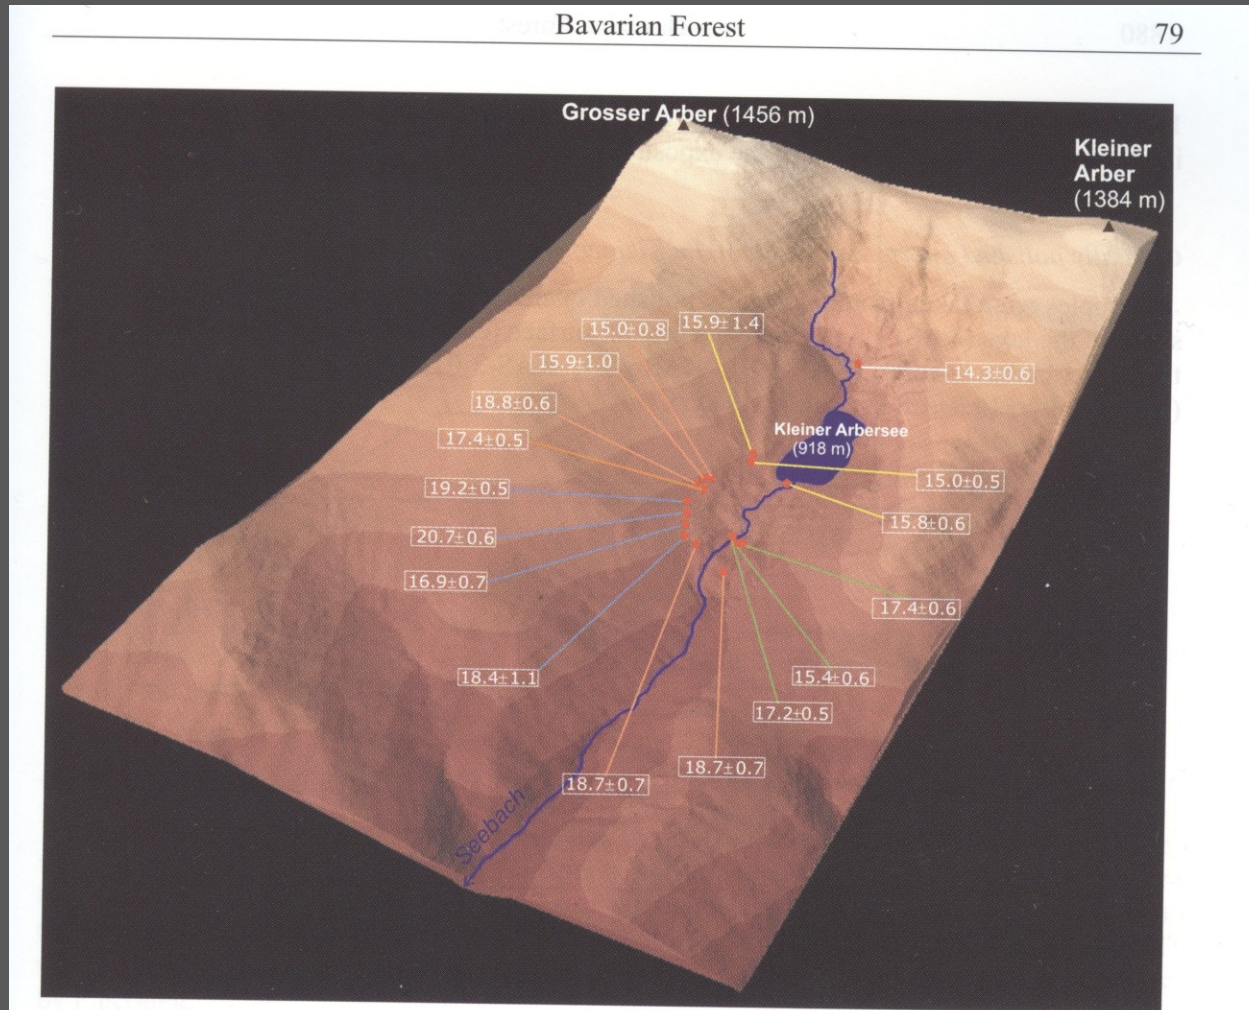 Bavarian Forest
79
Grosser Arber (1456 m)
Kleiner
Arber
(1384 m)
15.0±0.8
15.9±1.4
15.9±1.0
14.3±0.6
18.8±0.6
17.4±0.5
Kleiner Arbersee
(918 m)
19.2±0.5
15.0±0.5
15.8±0.6
20.7±0.6
16.9±0.7
17.4±0.6
18.4±1.1
15.4±0.6
17.2±0.5
18.7±0.7
18.7±0.7
Seebach